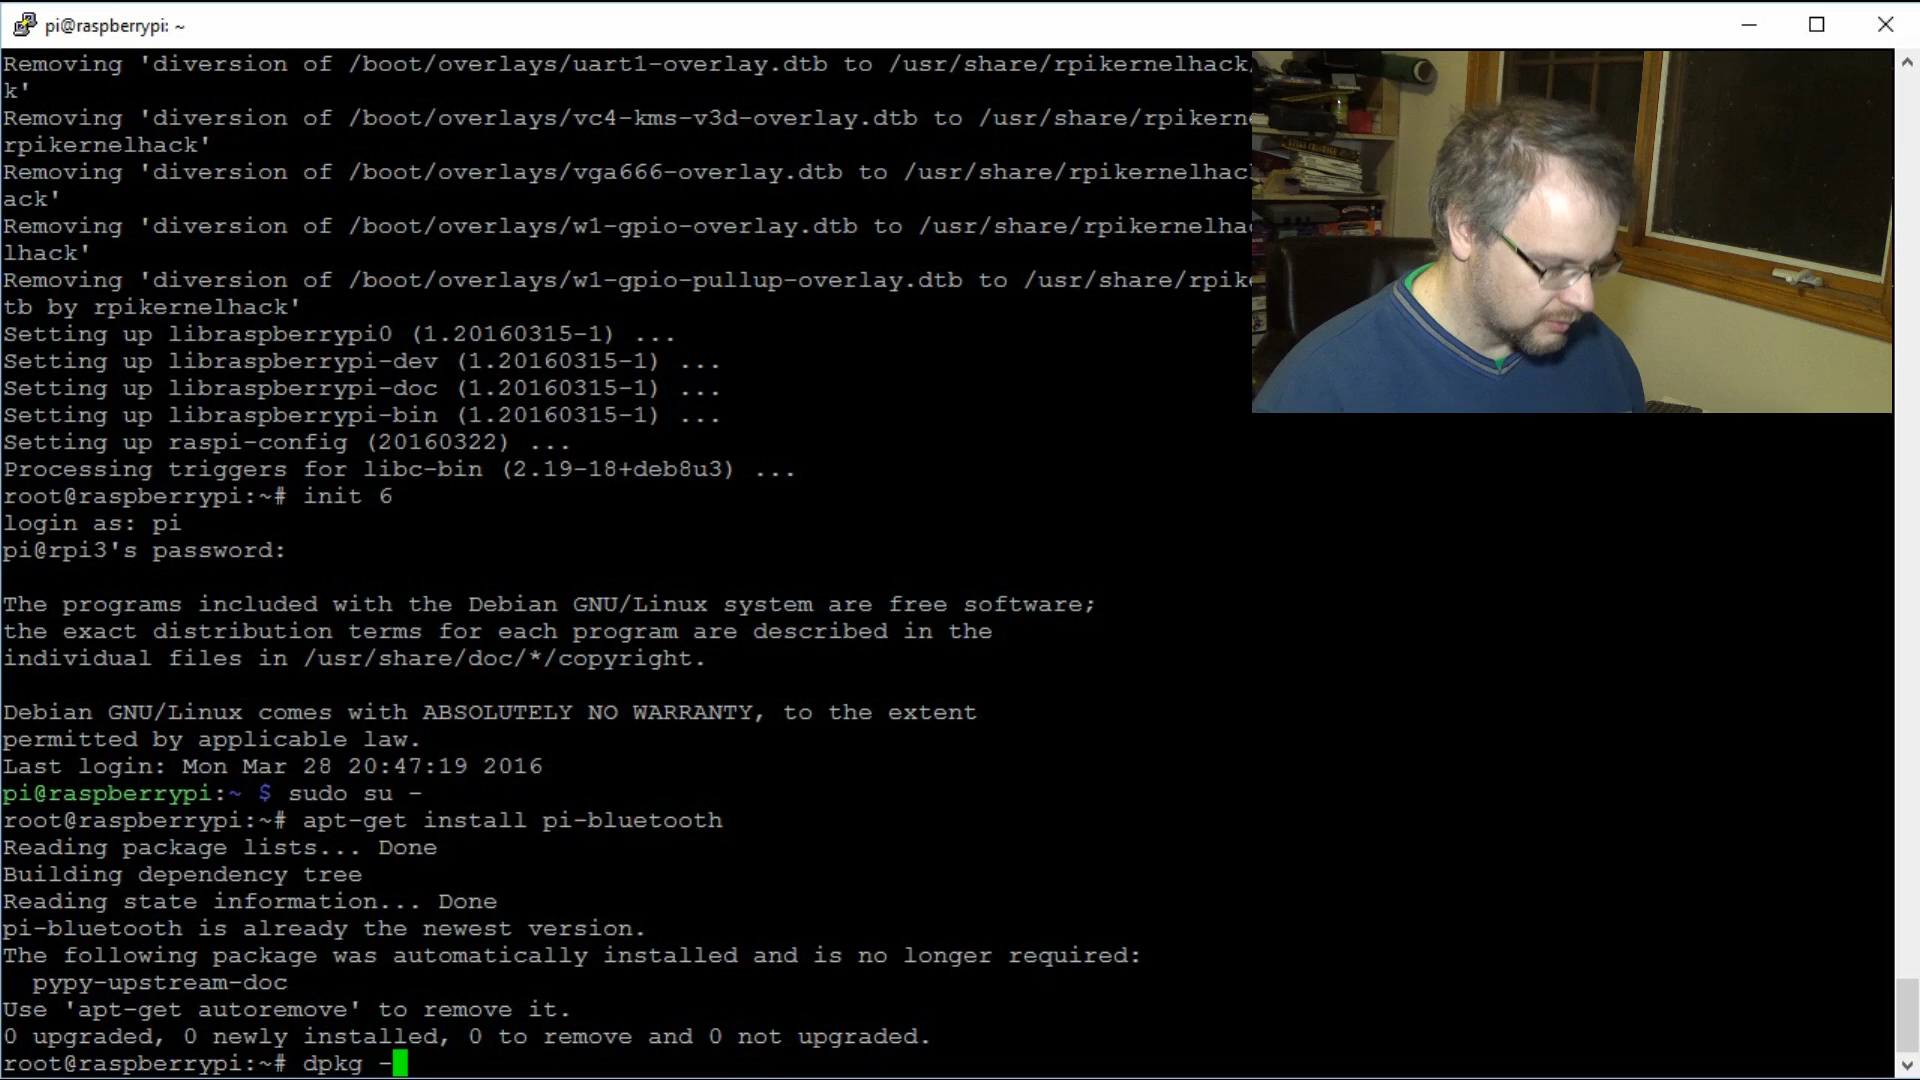 pi@raspberrypi: ~
Removing 'diversion of /boot/overlays/uart1-overlay.dtb to /usr/share/rpikernelhack/
k'
Removing 'diversion of /boot/overlays/vc4-kms-v3d-overlay.dtb to /usr/share/rpikern
rpikernelhack'
Removing 'diversion of /boot/overlays/vga666-overlay.dtb to /usr/share/rpikernelhac
ack'
Removing 'diversion of /boot/overlays/w1-gpio-overlay.dtb to /usr/share/rpikernelha
lhack'
Removing 'diversion of /boot/overlays/w1-gpio-pullup-overlay.dtb to /usr/share/rpik
tb by rpikernelhack'
Setting up libraspberrypi0 (1.20160315-1) ...
Setting up libraspberrypi-dev (1.20160315-1) ...
Setting up libraspberrypi-doc (1.20160315-1) ...
Setting up libraspberrypi-bin (1.20160315-1) ...
Setting up raspi-config (20160322) ...
Processing triggers for libc-bin (2.19-18+deb8u3) ...
root@raspberrypi:~# init 6
login as: pi
pi@rpi3's password:
The programs included with the Debian GNU/Linux system are free software;
the exact distribution terms for each program are described in the
individual files in /usr/share/doc/*/copyright.
Debian GNU/Linux comes with ABSOLUTELY NO WARRANTY, to the extent
permitted by applicable law.
Last login: Mon Mar 28 20:47:19 2016
pi@raspberrypi:~ $ sudo su -
root@raspberrypi:~# apt-get install pi-bluetooth
Reading package lists... Done
Building dependency tree
Reading state information... Done
pi-bluetooth is already the newest version.
The following package was automatically installed and is no longer required:
  pypy-upstream-doc
Use 'apt-get autoremove' to remove it.
0 upgraded, 0 newly installed, 0 to remove and 0 not upgraded.
root@raspberrypi:~# dpkg -